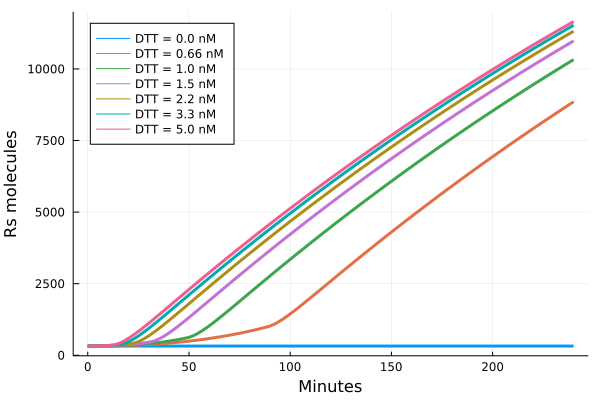 DTT = 0.0 nM
DTT = 0.66 nM
DTT = 1.0 nM
DTT = 1.5 nM
DTT = 2.2 nM
DTT = 3.3 nM
DTT = 5.0 nM
10000
7500
5000
2500
0
Rs molecules
0 50 100 150 200
Minutes